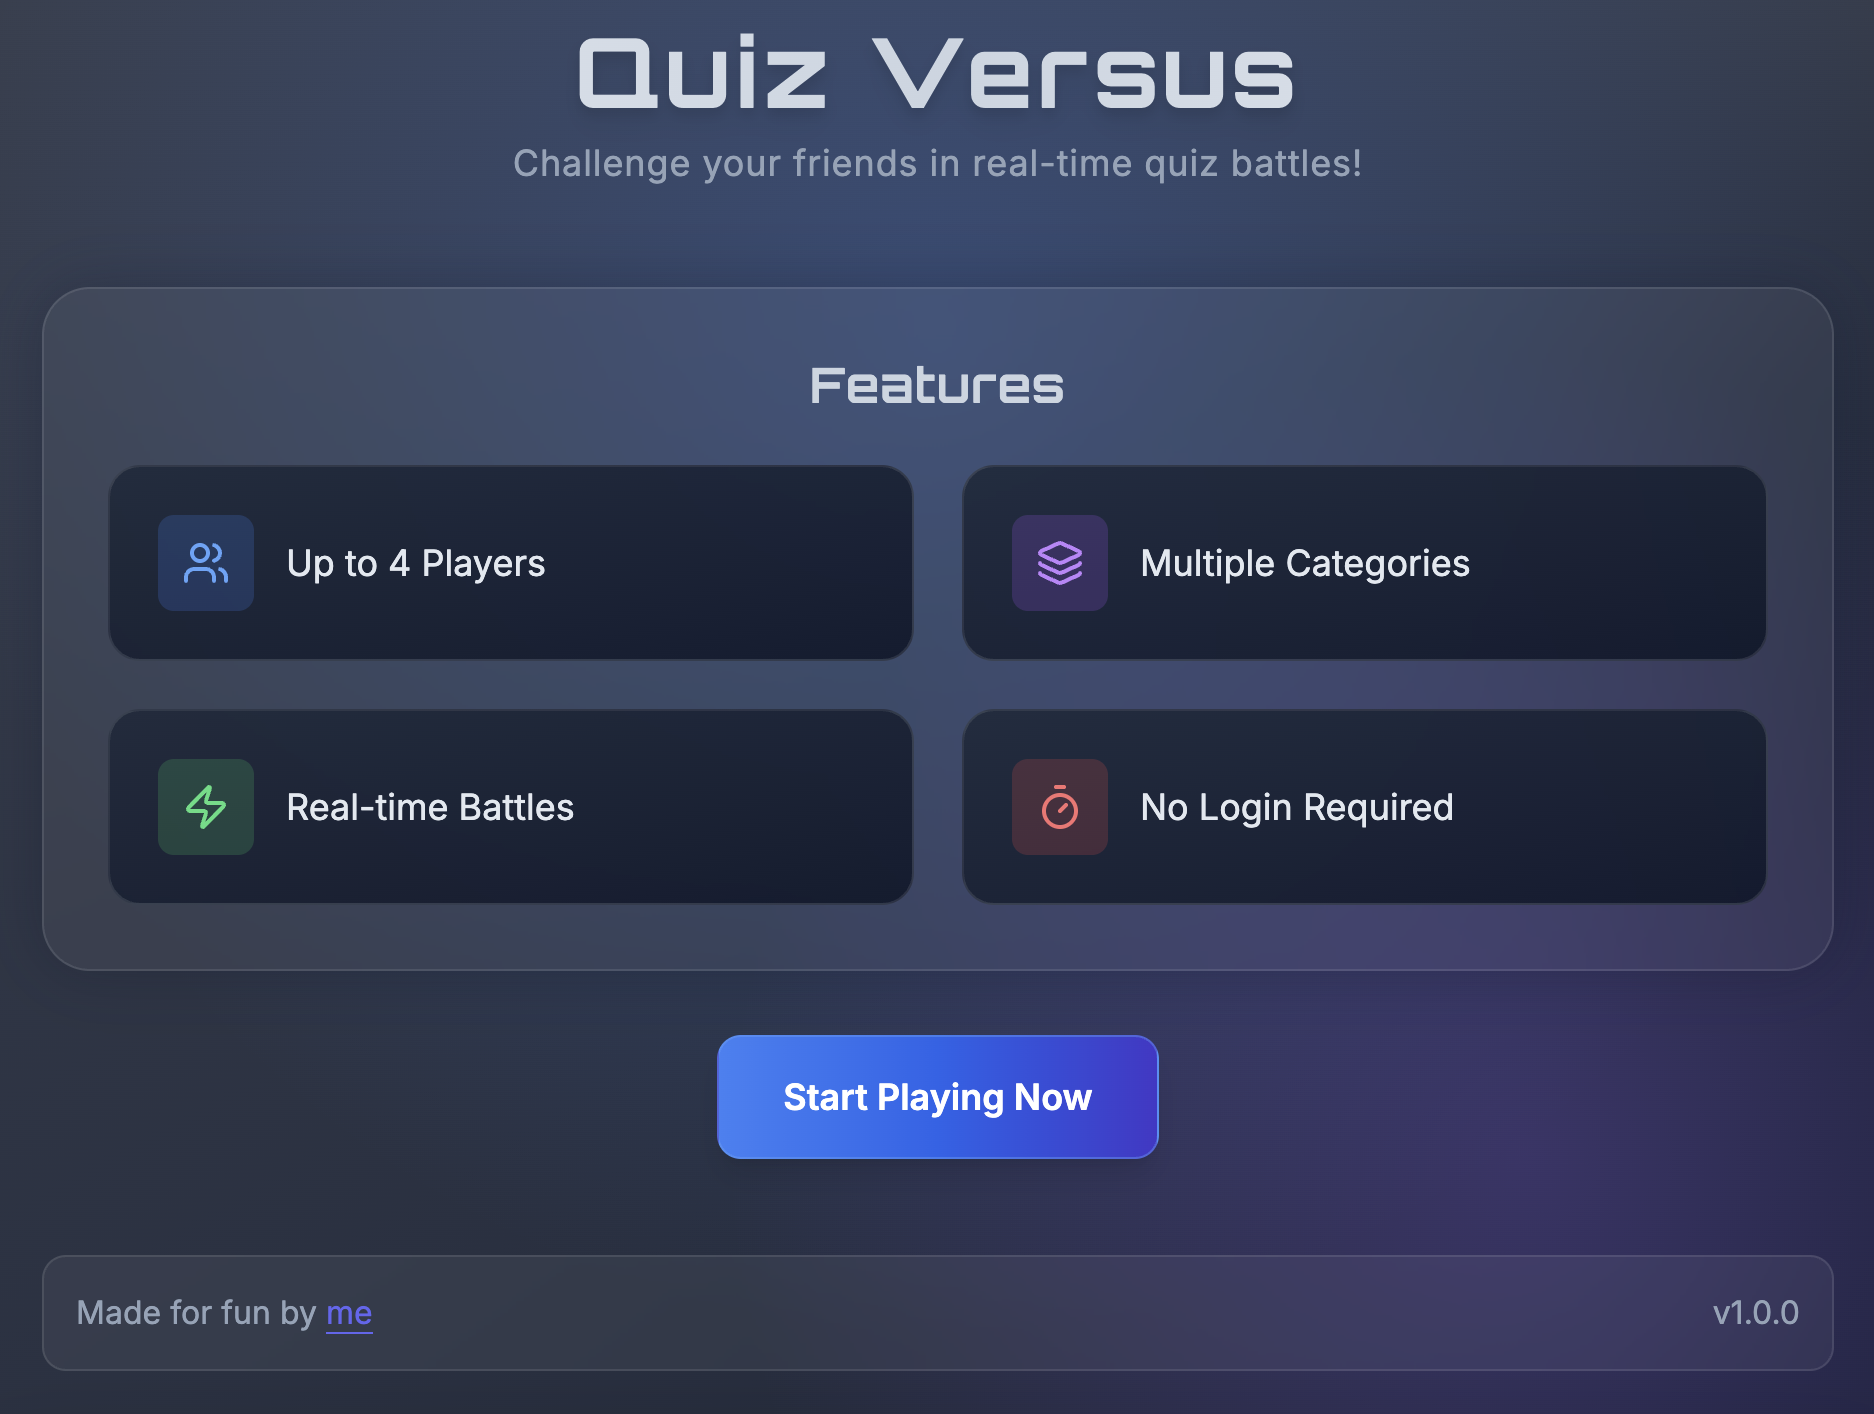 Quiz Versus
Challenge your friends in real-time quiz battles!
Features
Up to 4 Players
Multiple Categories
Real-time Battles
No Login Required
Start Playing Now
Made for fun by me
v1.0.0